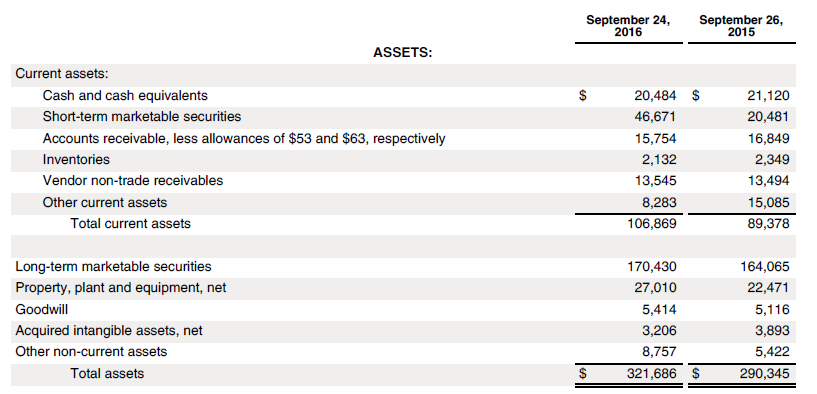 September 24, 2016 September 26, 2015
ASSETS:
Current assets:
Cash and cash equivalents $ 20,484 $ 21,120
Short-term marketable securities 46,671 20,481
Accounts receivable, less allowances of $53 and $63, respectively 15,754 16,849
Inventories 2,132 2,349
Vendor non-trade receivables 13,545 13,494
Other current assets 8,283 15,085
Total current assets 106,869 89,378
Long-term marketable securities 170,430 164,065
Property, plant and equipment, net 27,010 22,471
Goodwill 5,414 5,116
Acquired intangible assets, net 3,206 3,893
Other non-current assets 8,757 5,422
Total assets $ 321,686 $ 290,345